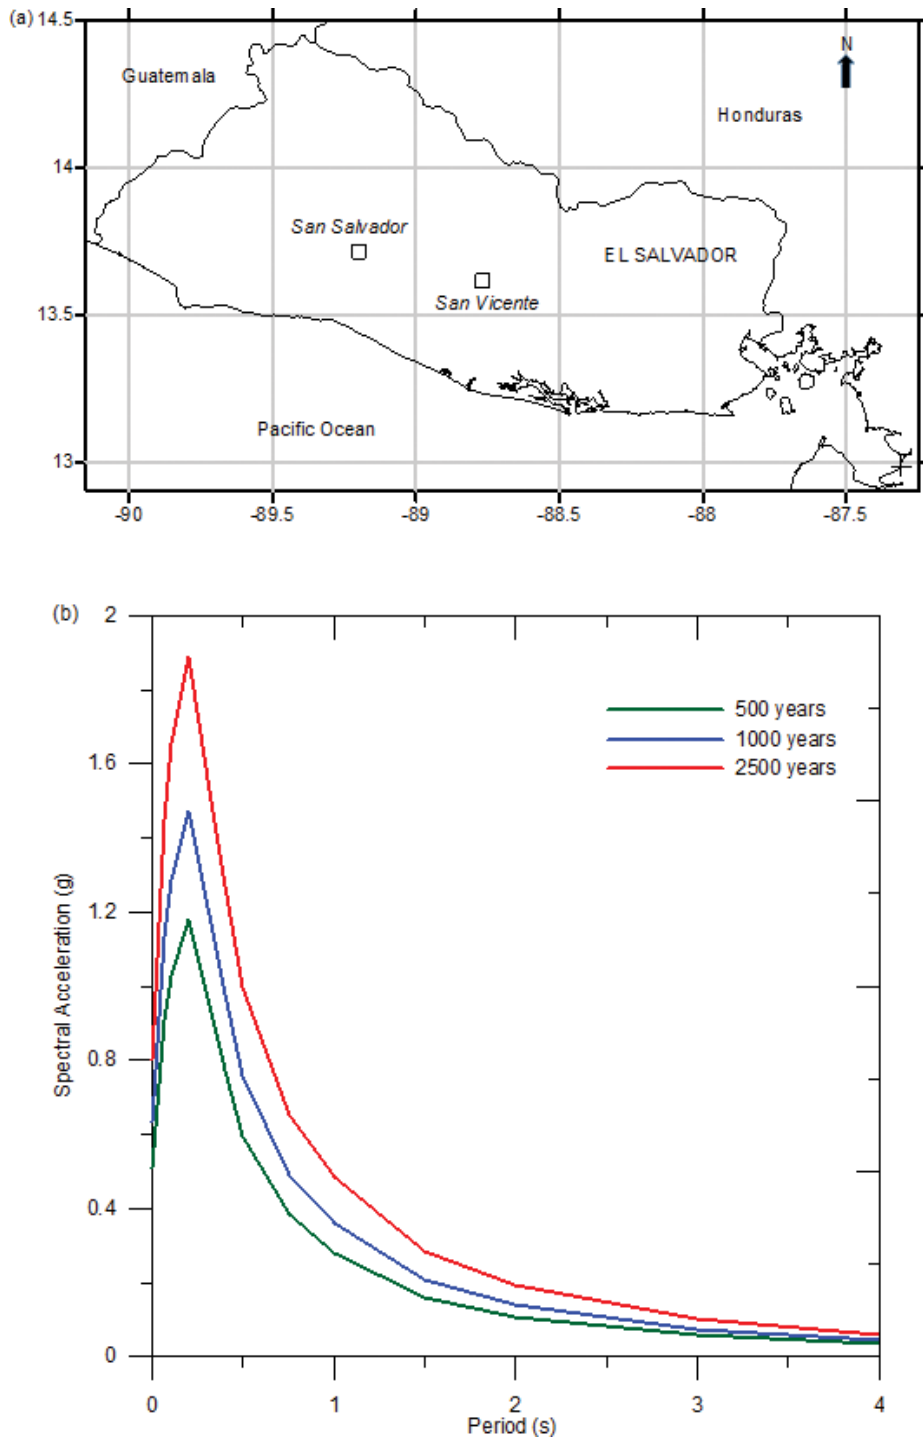 (a)
14.5
N
Guatemala
Honduras
14
San Salvador
EL SALVADOR
San Vicente
13.5
Pacific Ocean
13
-90
-89.5
-89
-88.5
-88
-87.5
(b)
2
500 years
1000 years
1.6
2500 years
1.2
Spectral Acceleration (g)
0.8
0.4
0
0
1
2
3
4
Period (s)